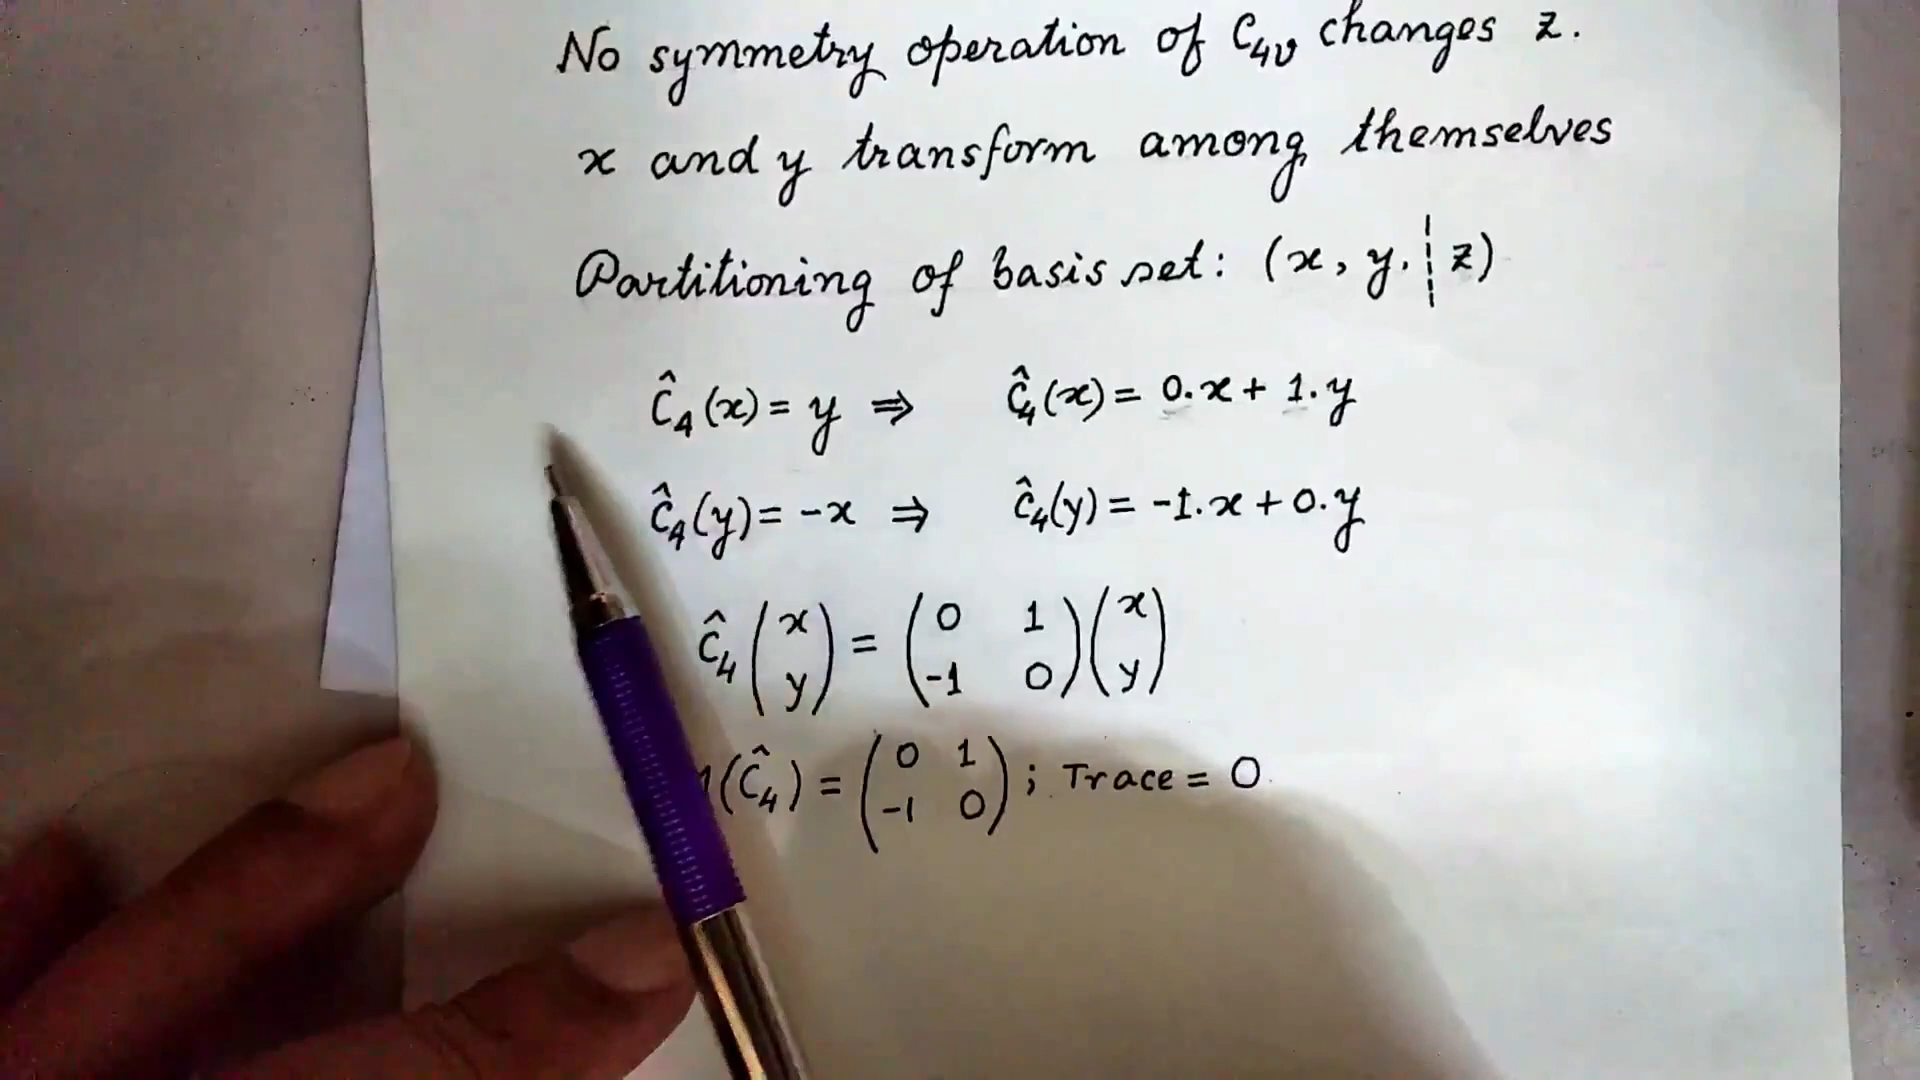 No symmetry operation of C4v changes z.
x and y transform among themselves
Partitioning of basis set: (x, y. ¦ z)
Ĉ4(x) = y ⇒ Ĉ4(x) = 0.x + 1.y
Ĉ4(y) = -x ⇒ Ĉ4(y) = -1.x + 0.y
Ĉ4 (x y) = (0 1 -1 0)(x y)
(Ĉ4) = (0 1 -1 0) ; Trace = 0